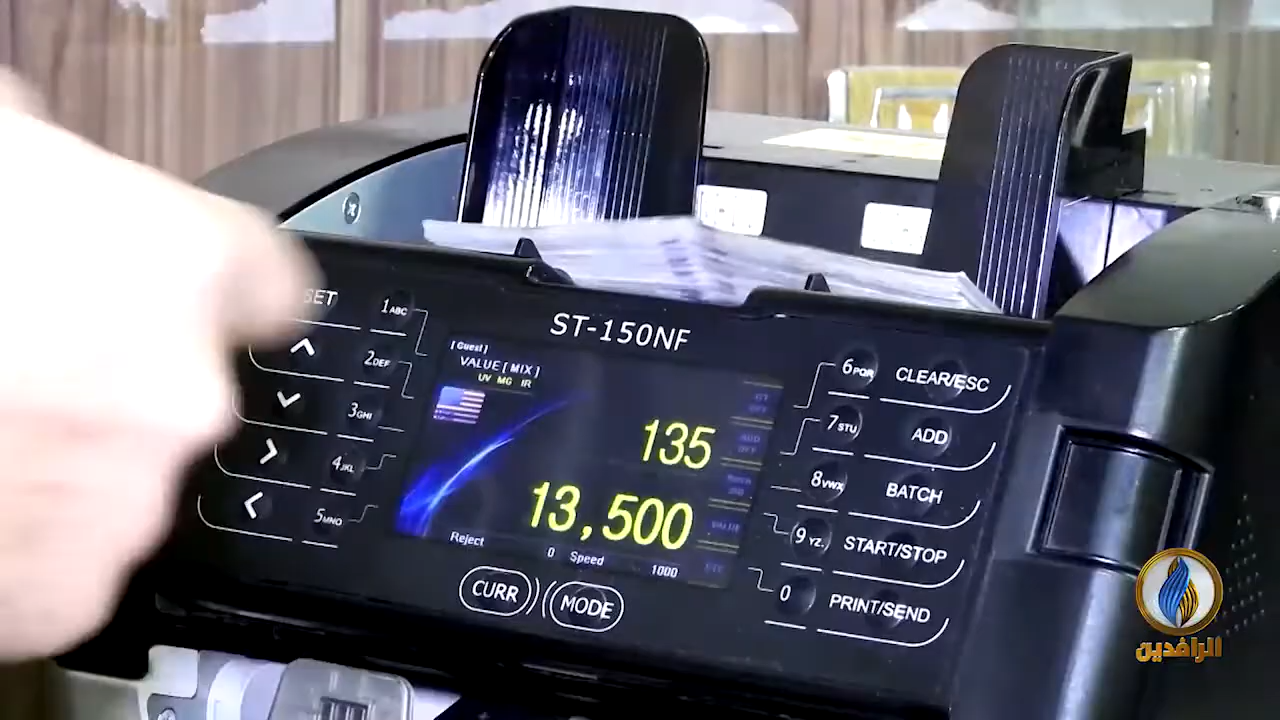 ST-150NF
SET
1ABC
2DEF
3GHI
4JKL
5MNO
[ Guest ]
VALUE [ MIX ]
UV MG IR
135
13,500
Reject 0 Speed 1000
VALUE
CURR
MODE
6PQR CLEAR/ESC
7STU ADD
8VWX BATCH
9YZ. START/STOP
0 PRINT/SEND
الرافدين